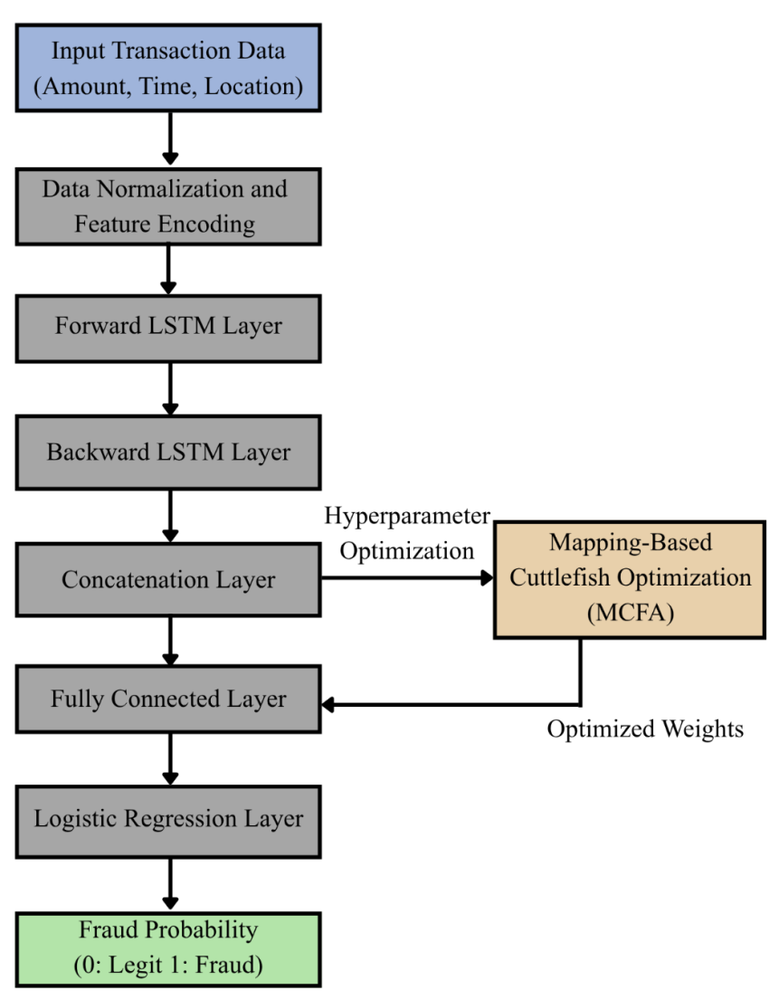 Input Transaction Data
(Amount, Time, Location)
Data Normalization and
Feature Encoding
Forward LSTM Layer
Backward LSTM Layer
Hyperparameter
Optimization
Concatenation Layer
Mapping-Based
Cuttlefish Optimization
(MCFA)
Fully Connected Layer
Optimized Weights
Logistic Regression Layer
Fraud Probability
(0: Legit 1: Fraud)